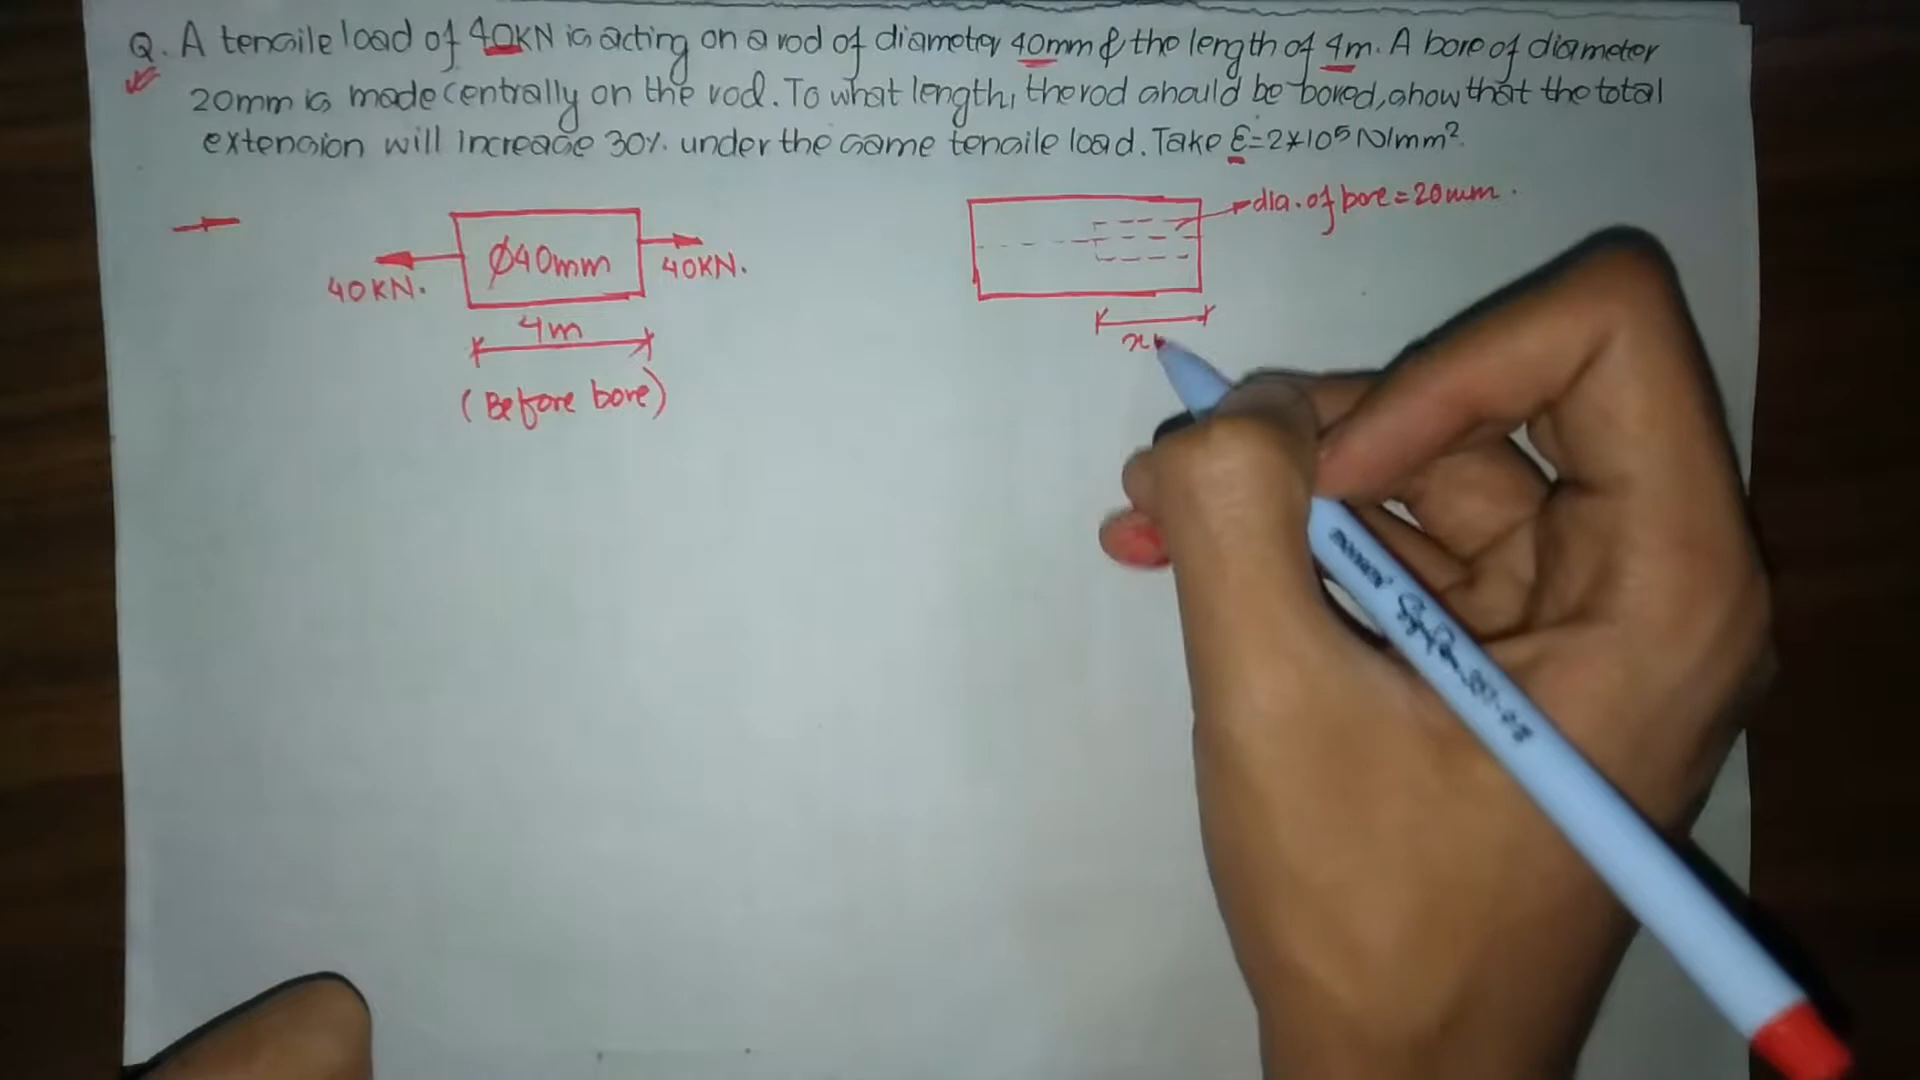 Q. A tensile load of 40KN is acting on a rod of diameter 40mm & the length of 4m. A bore of diameter
20mm is made centrally on the rod. To what length, the rod should be bored, show that the total
extension will increase 30%. under the same tensile load. Take E=2*10⁵ N/mm².
dia. of bore = 20mm.
40KN.
Ø40mm
40KN.
4m
x
(Before bore)